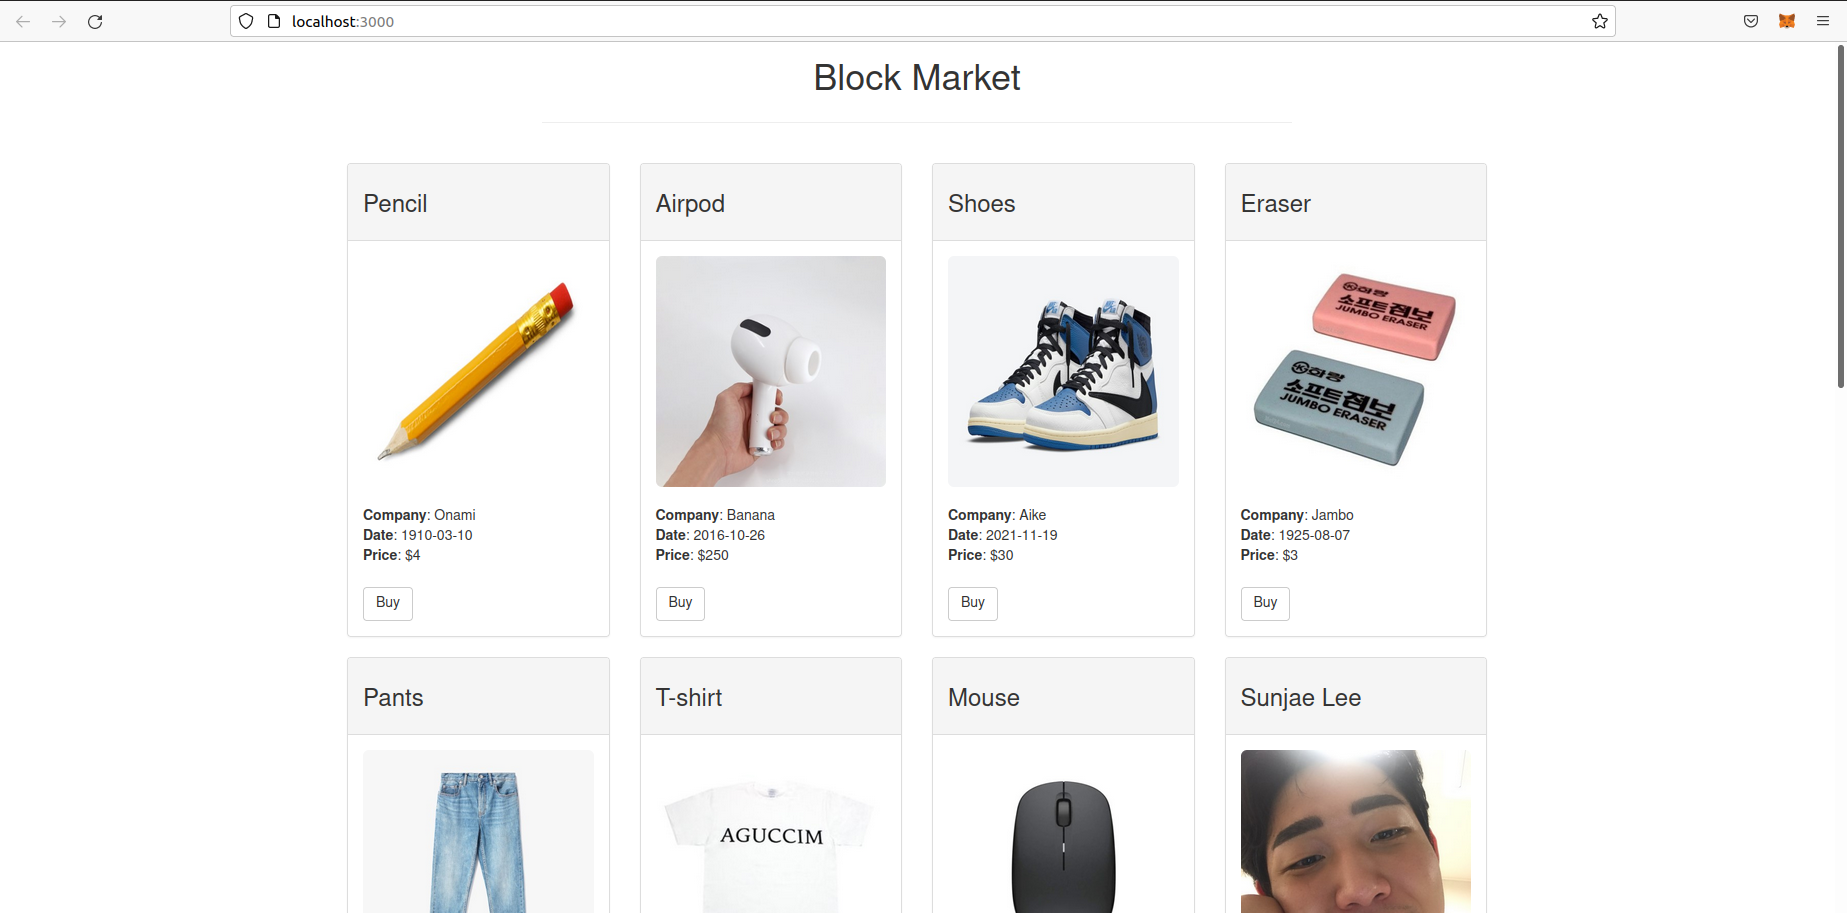 localhost:3000
Block Market
Pencil
Airpod
Shoes
Eraser
화랑
소프트점보
JUMBO ERASER
화랑
소프트점보
JUMBO ERASER
Company: Onami
Date: 1910-03-10
Price: $4
Buy
Company: Banana
Date: 2016-10-26
Price: $250
Buy
Company: Aike
Date: 2021-11-19
Price: $30
Buy
Company: Jambo
Date: 1925-08-07
Price: $3
Buy
Pants
T-shirt
Mouse
Sunjae Lee
AGUCCIM